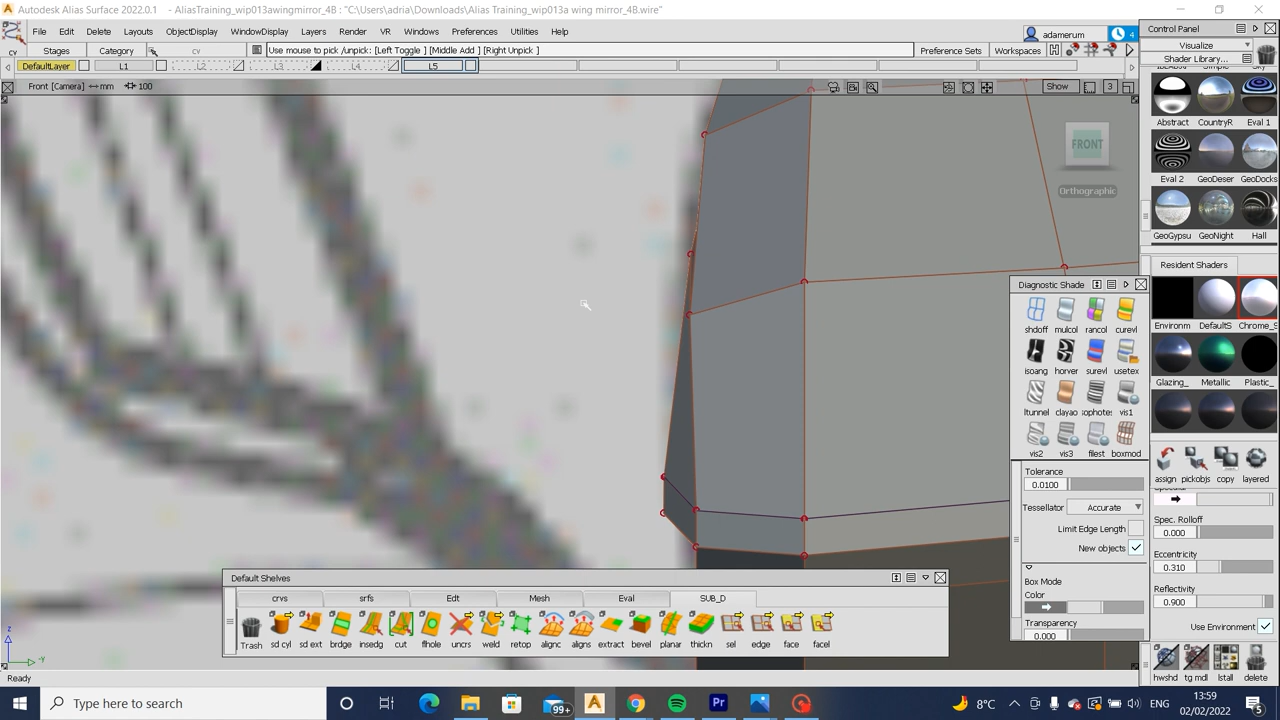 Autodesk Alias Surface 2022.0.1 - AliasTraining_wip013awingmirror_4B : "C:\Users\adria\Downloads\Alias Training_wip013a wing mirror_4B.wire"
File Edit Delete Layouts ObjectDisplay WindowDisplay Layers Canvas Render VR Windows Preferences Utilities Help
adamerum 4
cv Stages Category cv Use mouse to pick /unpick: [Left Toggle ] [Middle Add ] [Right Unpick ] Preference Sets Workspaces
DefaultLayer L1 L2 L3 L4 L5
Front [Camera] mm 100 Show 3
FRONT
Orthographic
Control Panel
Visualize
Shader Library...
Abstract CountryR Eval 1
Eval 2 GeoDeser GeoDocks
GeoGypsu GeoNight Hall
Resident Shaders
Environm DefaultS Chrome_S
Glazing_ Metallic Plastic_
assign pickobjs copy layered
Spec. Rolloff
0.000
Eccentricity
0.310
Reflectivity
0.900
Use Environment
hwshd tg mdl lstall delete
Diagnostic Shade
shdoff mulcol rancol curevl
isoang horver surevl usetex
ltunnel clayao isophotes vis1
vis2 vis3 filest boxmod
Tolerance
0.0100
Tessellator Accurate
Limit Edge Length
New objects
Box Mode
Color
Transparency
0.000
Default Shelves
crvs srfs Edt Mesh Eval SUB_D
Trash sd cyl sd ext brdge insedg cut flhole uncrs weld retop alignc aligns extract bevel planar thickn sel edge face facel
z
-y
Ready
Type here to search
99+
8°C
ENG
13:59
02/02/2022